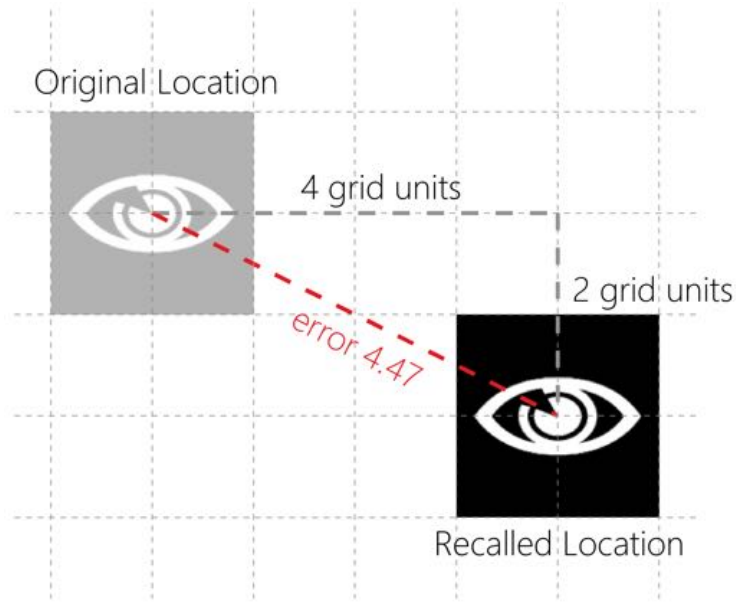 Original Location
4 grid units
2 grid units
error 4.47
Recalled Location